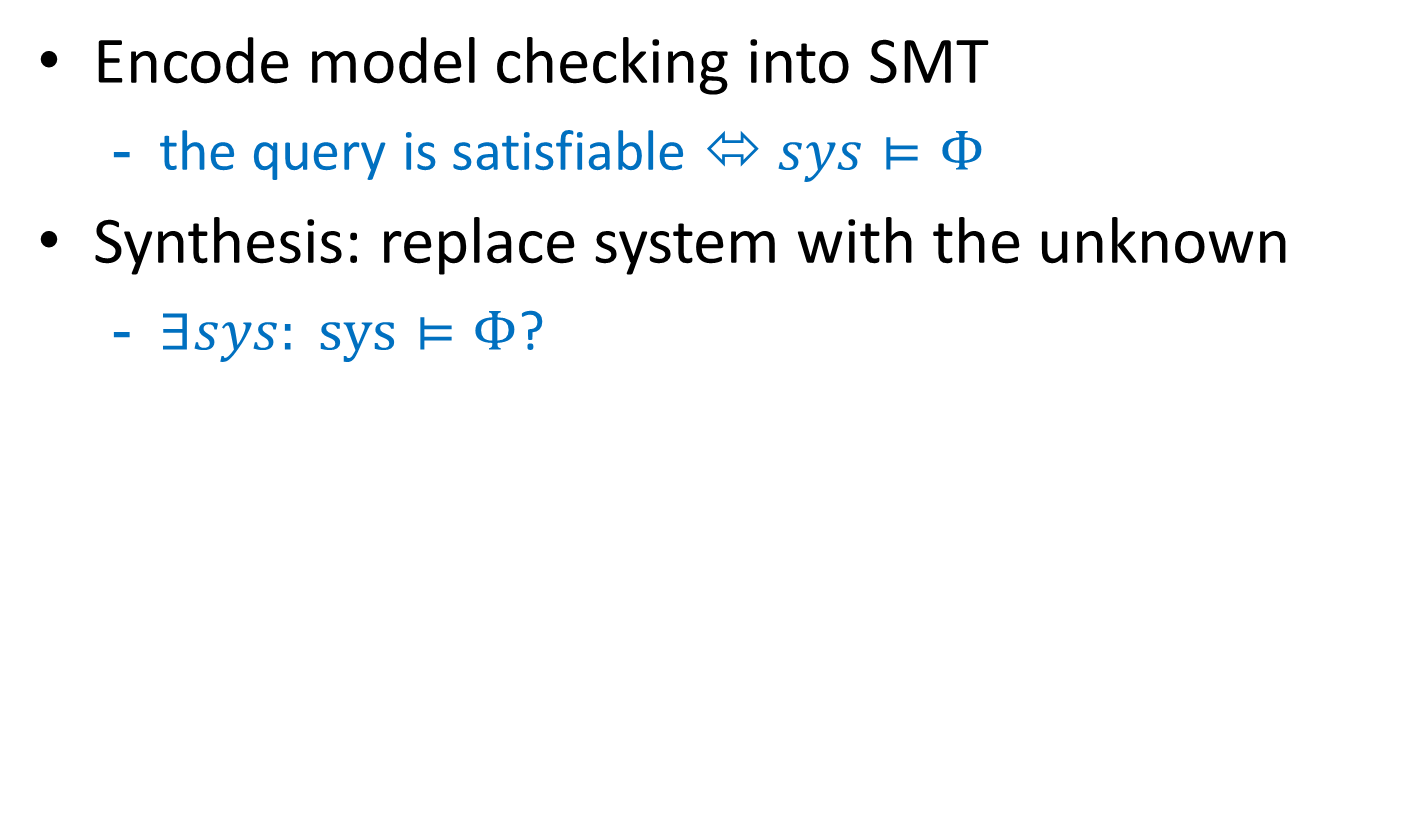 • Encode model checking into SMT
- the query is satisfiable ⇔ sys ⊨ Φ
• Synthesis: replace system with the unknown
- ∃sys: sys ⊨ Φ?